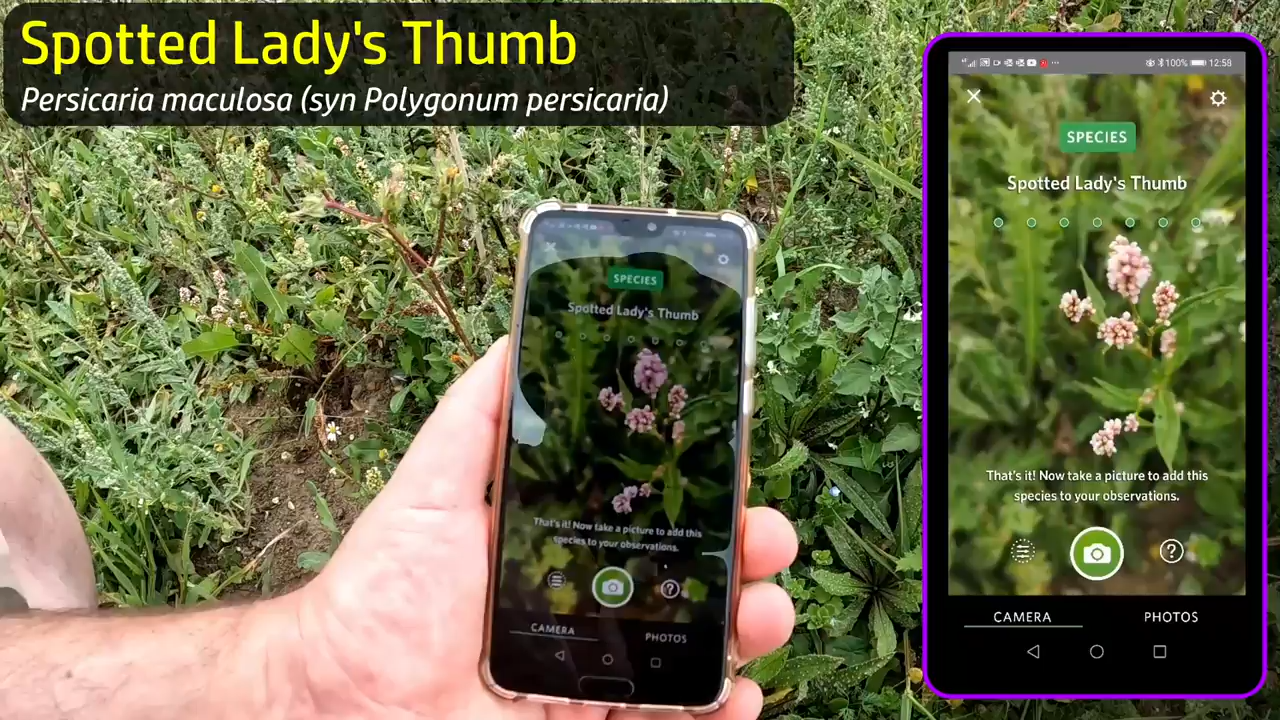 Spotted Lady's Thumb
Persicaria maculosa (syn Polygonum persicaria)
SPECIES
Spotted Lady's Thumb
That's it! Now take a picture to add this
species to your observations.
CAMERA PHOTOS
100% 12:58
SPECIES
Spotted Lady's Thumb
That's it! Now take a picture to add this
species to your observations.
?
CAMERA PHOTOS